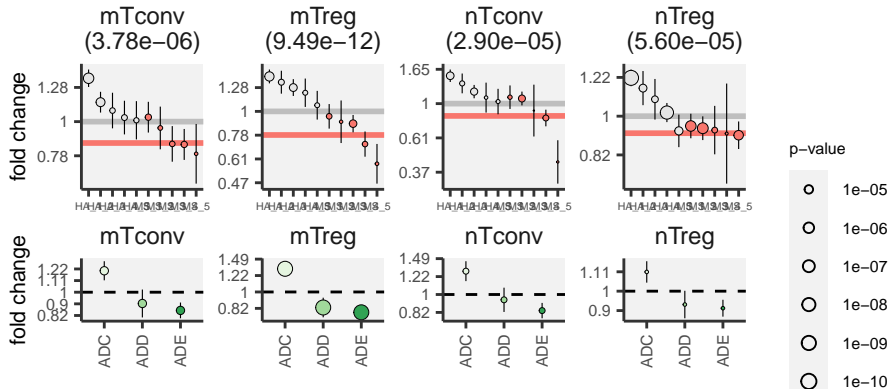 mTconv
(3.78e−06)
mTreg
(9.49e−12)
nTconv
(2.90e−05)
nTreg
(5.60e−05)
fold change
1.28
1
0.78
1.28
1
0.78
0.61
0.47
1.65
1
0.61
0.37
1.22
1
0.82
mTconv
mTreg
nTconv
nTreg
fold change
1.22
1.11
1
0.9
0.82
1.49
1.22
1
0.82
1.49
1.22
1
0.82
1.11
1
0.9
ADC
ADD
ADE
ADC
ADD
ADE
ADC
ADD
ADE
ADC
ADD
ADE
p−value
1e−05
1e−06
1e−07
1e−08
1e−09
1e−10